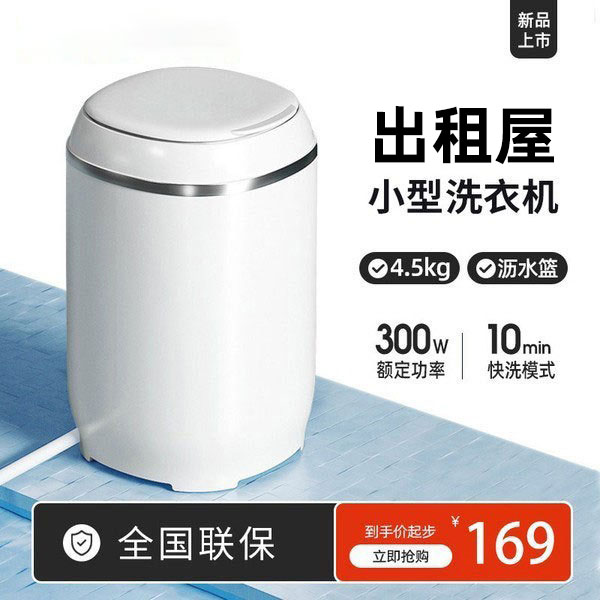 新品
上市
出租屋
小型洗衣机
4.5kg
沥水篮
300W
额定功率
10min
快洗模式
全国联保
到手价起步
立即抢购
¥169